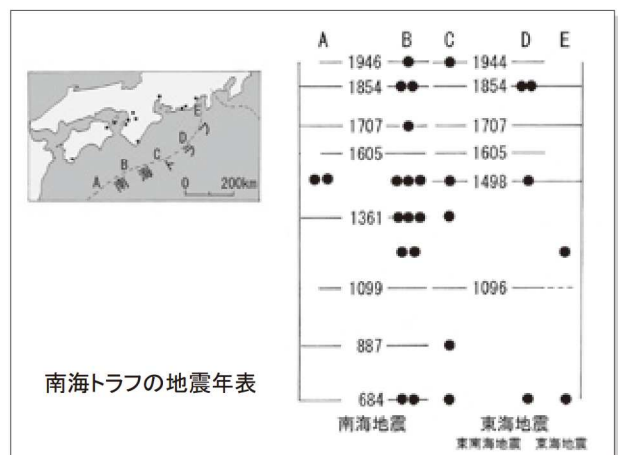 A B C D E
1946 1944
1854 1854
1707 1707
1605 1605
1498
1361
1099 1096
887
684
南海地震 東海地震
東南海地震 東海地震
A B C D E
南海トラフ
0 200km
南海トラフの地震年表